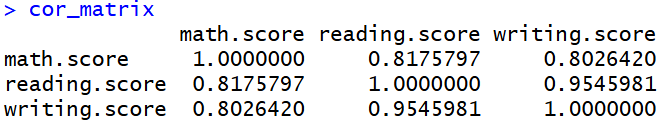 > cor_matrix
math.score reading.score writing.score
math.score 1.0000000 0.8175797 0.8026420
reading.score 0.8175797 1.0000000 0.9545981
writing.score 0.8026420 0.9545981 1.0000000